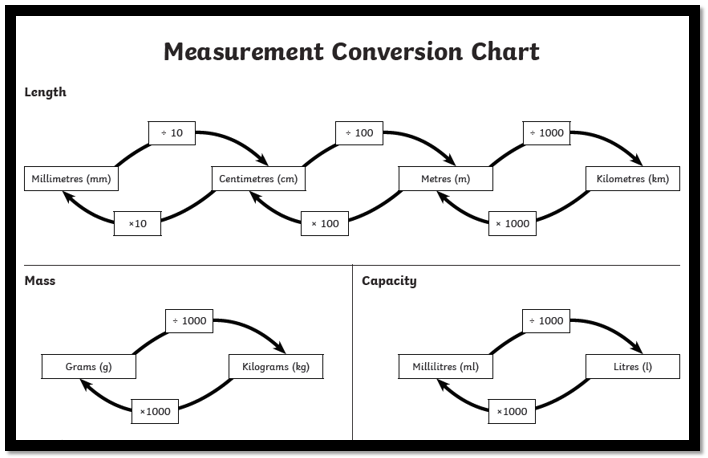 Measurement Conversion Chart
Length
÷ 10
÷ 100
÷ 1000
Millimetres (mm)
Centimetres (cm)
Metres (m)
Kilometres (km)
×10
× 100
× 1000
Mass
÷ 1000
Grams (g)
Kilograms (kg)
×1000
Capacity
÷ 1000
Millilitres (ml)
Litres (l)
×1000